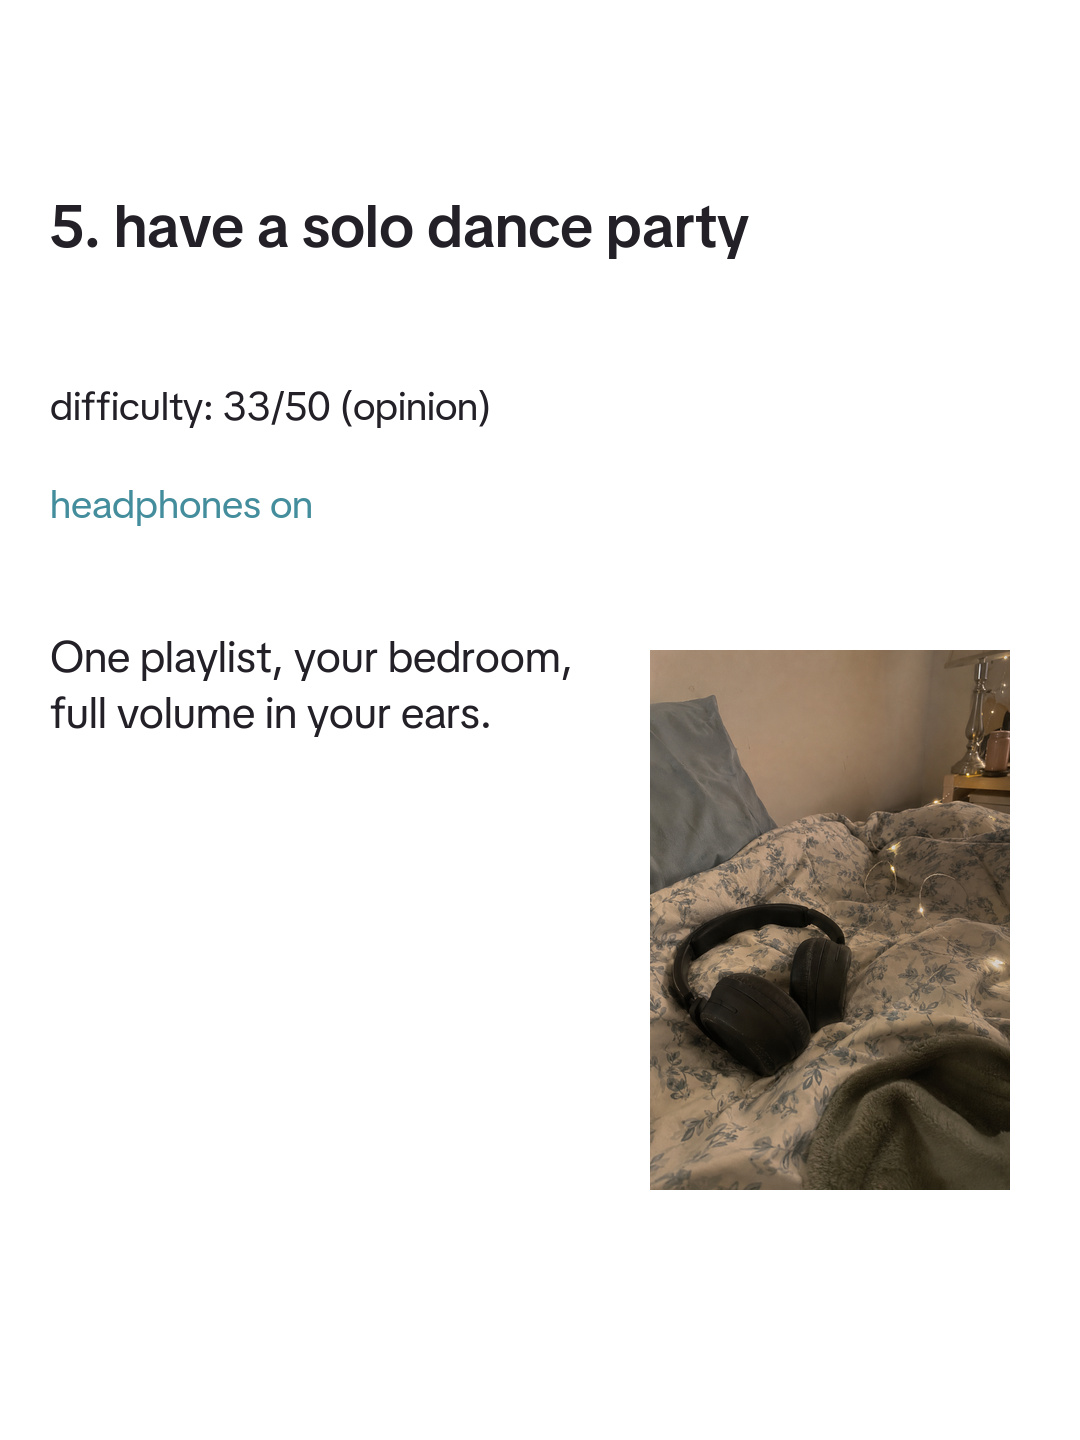 5. have a solo dance party
difficulty: 33/50 (opinion)
headphones on
One playlist, your bedroom,
full volume in your ears.